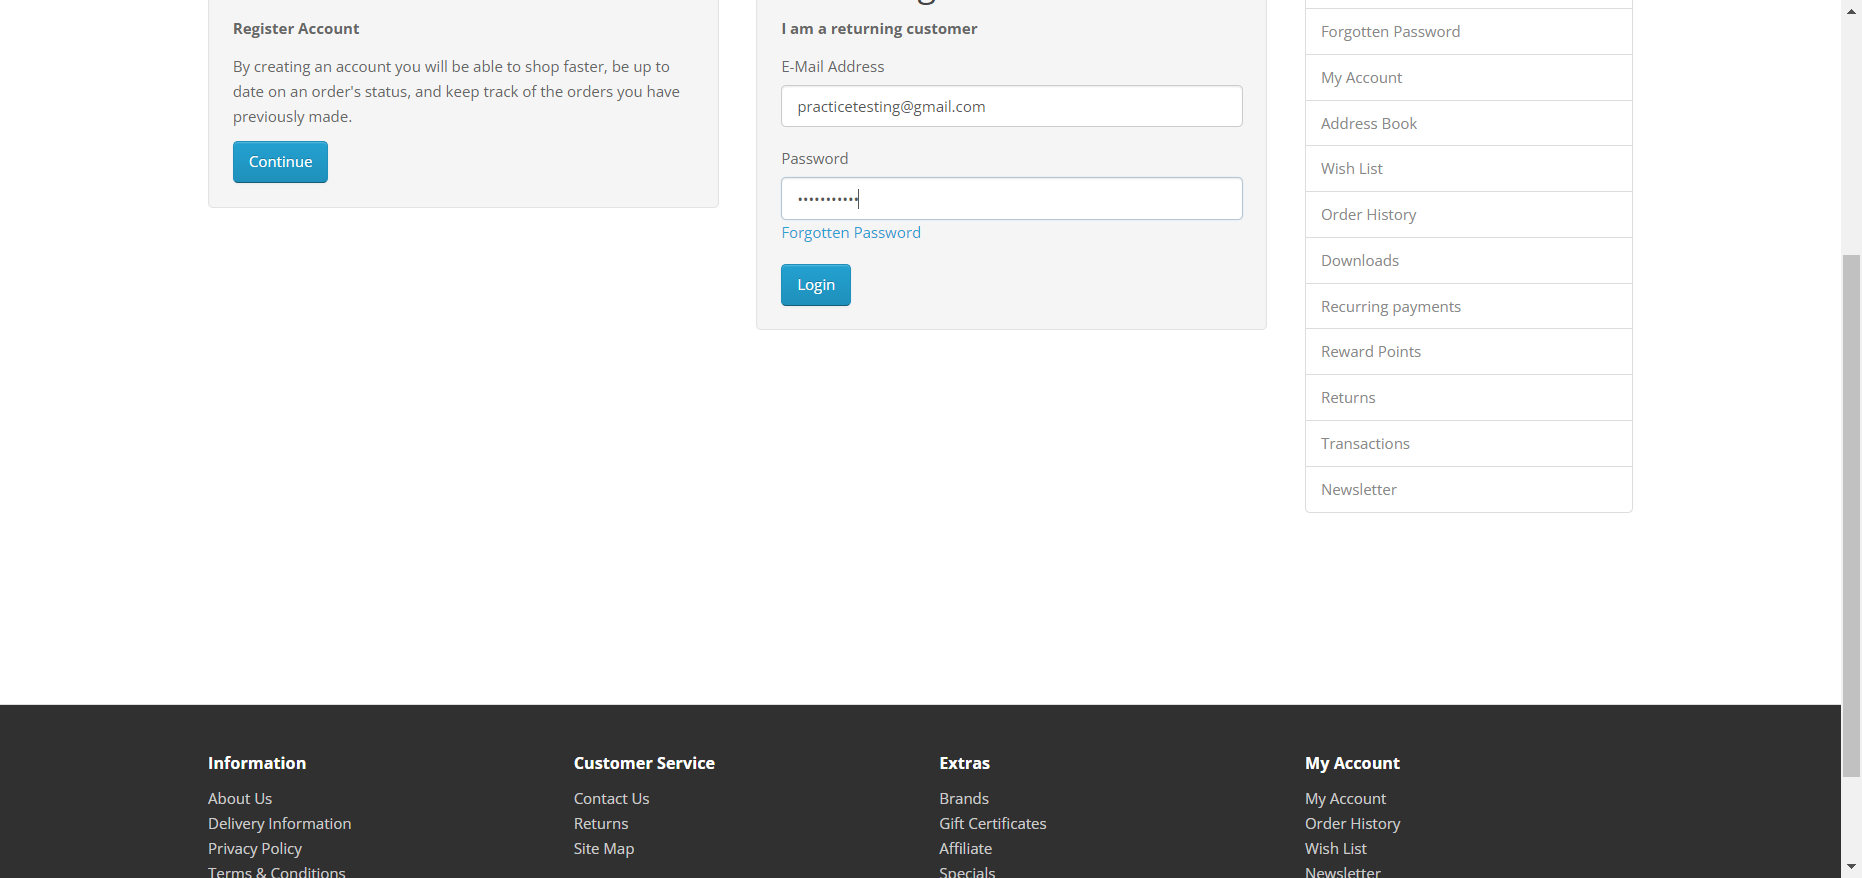 Register Account
By creating an account you will be able to shop faster, be up to
date on an order's status, and keep track of the orders you have
previously made.
Continue
I am a returning customer
E-Mail Address
practicetesting@gmail.com
Password
•••••••••••
Forgotten Password
Login
Forgotten Password
My Account
Address Book
Wish List
Order History
Downloads
Recurring payments
Reward Points
Returns
Transactions
Newsletter
Information
About Us
Delivery Information
Privacy Policy
Terms & Conditions
Customer Service
Contact Us
Returns
Site Map
Extras
Brands
Gift Certificates
Affiliate
Specials
My Account
My Account
Order History
Wish List
Newsletter